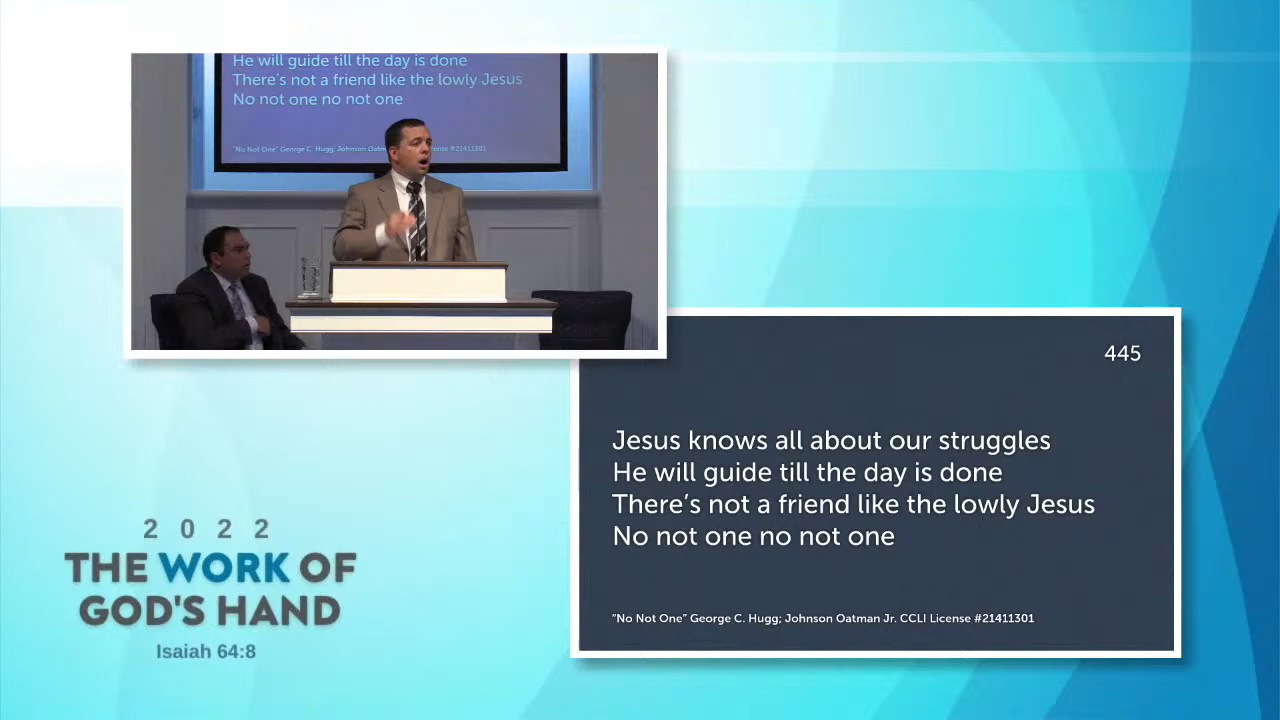 He will guide till the day is done
There's not a friend like the lowly Jesus
No not one no not one
"No Not One" George C. Hugg; Johnson Oatm ense #21411301
445
Jesus knows all about our struggles
He will guide till the day is done
There's not a friend like the lowly Jesus
No not one no not one
"No Not One" George C. Hugg; Johnson Oatman Jr. CCLI License #21411301
2022
THE WORK OF
GOD'S HAND
Isaiah 64:8